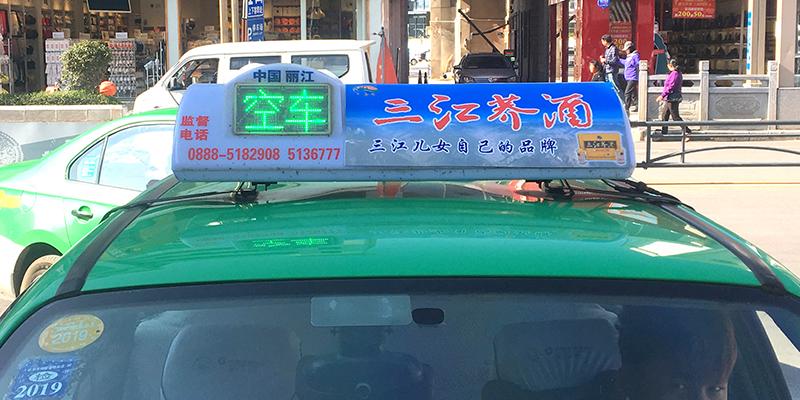 中国 丽江
监督
电话
空车
0888-5182908 5136777
三江荞酒
三江儿女自己的品牌
2019
2019